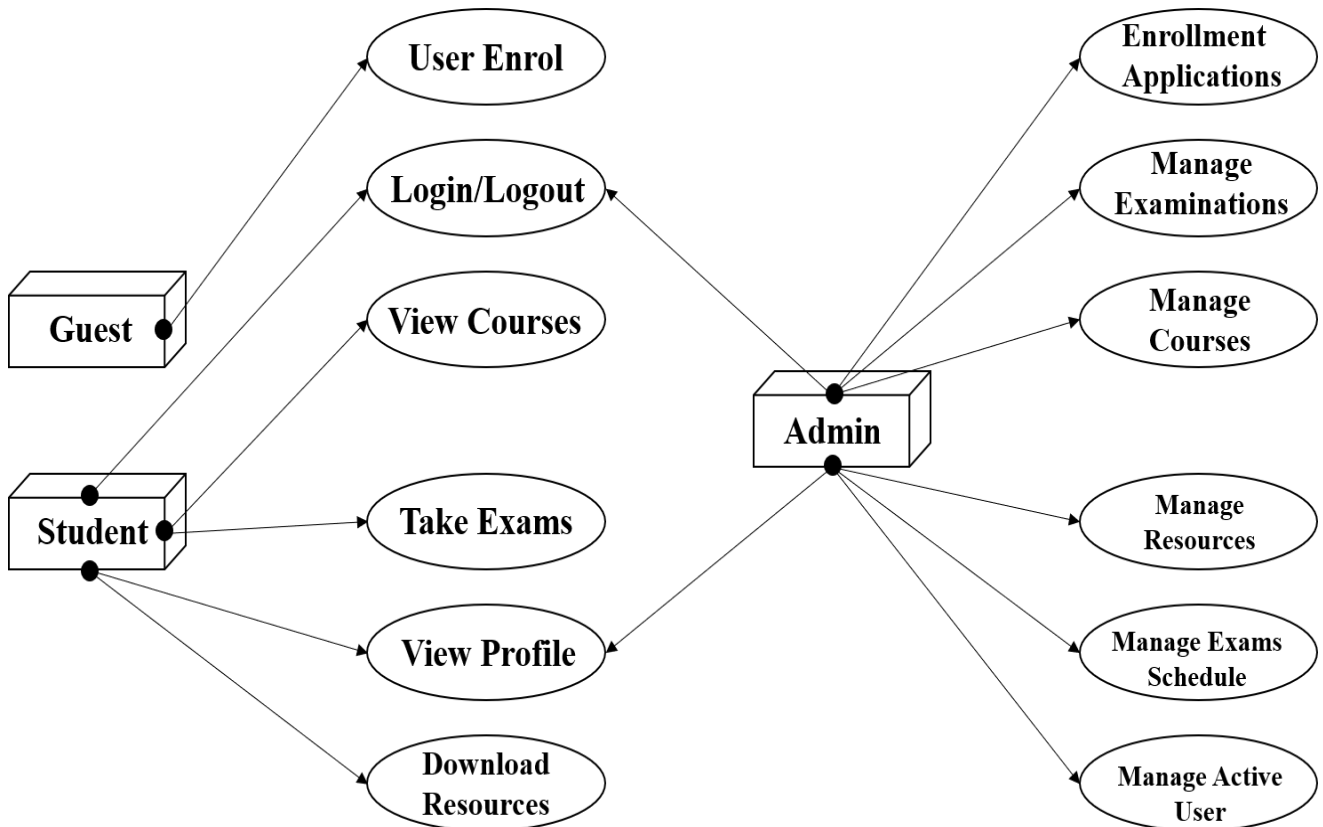 User Enrol
Enrollment
Applications
Login/Logout
Manage
Examinations
Guest
View Courses
Manage
Courses
Admin
Student
Take Exams
Manage
Resources
View Profile
Manage Exams
Schedule
Download
Resources
Manage Active
User